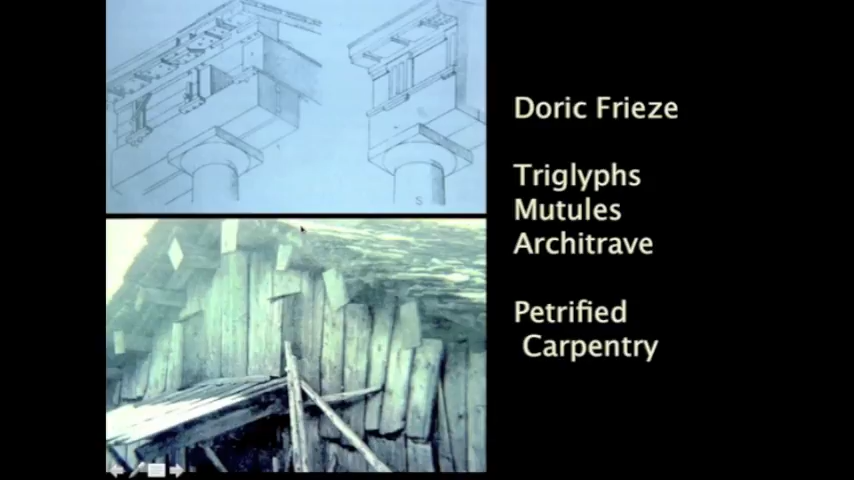 Doric Frieze
Triglyphs
Mutules
Architrave
Petrified
Carpentry
S